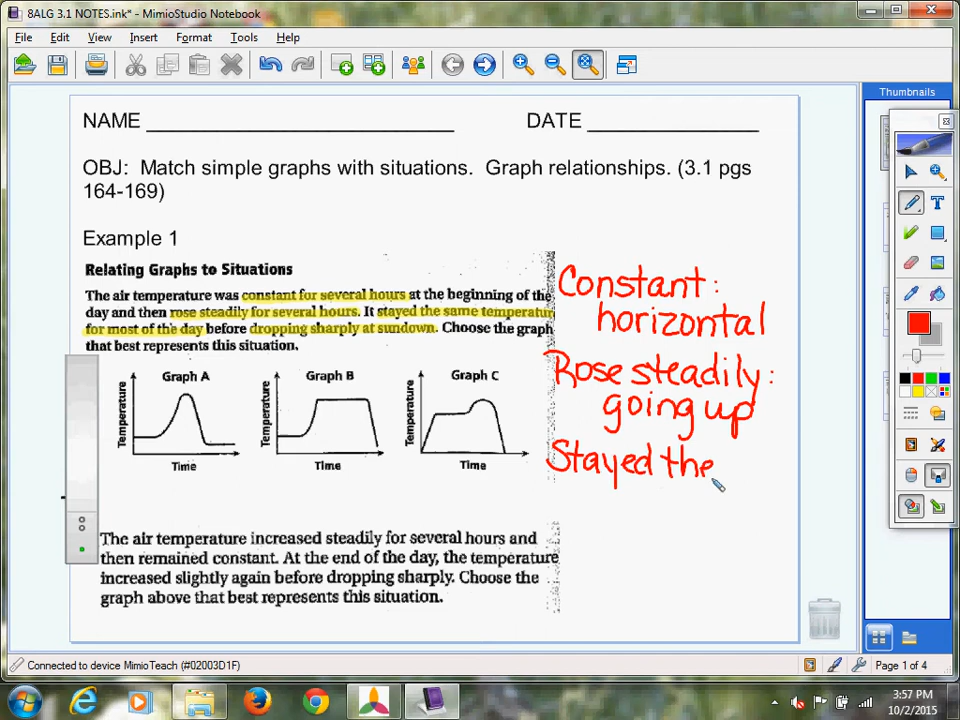 8ALG 3.1 NOTES.ink* - MimioStudio Notebook
File Edit View Insert Format Tools Help
Thumbnails
NAME ____________________________ DATE _______________
OBJ: Match simple graphs with situations. Graph relationships. (3.1 pgs
164-169)
Example 1
Relating Graphs to Situations
The air temperature was constant for several hours at the beginning of the
day and then rose steadily for several hours. It stayed the same temperatur
for most of the day before dropping sharply at sundown. Choose the graph
that best represents this situation.
Graph A Graph B Graph C
Temperature Temperature Temperature
Time Time Time
Constant:
horizontal
Rose steadily:
going up
Stayed the
The air temperature increased steadily for several hours and
then remained constant. At the end of the day, the temperature
increased slightly again before dropping sharply. Choose the
graph above that best represents this situation.
Connected to device MimioTeach (#02003D1F) Page 1 of 4
3:57 PM
10/2/2015